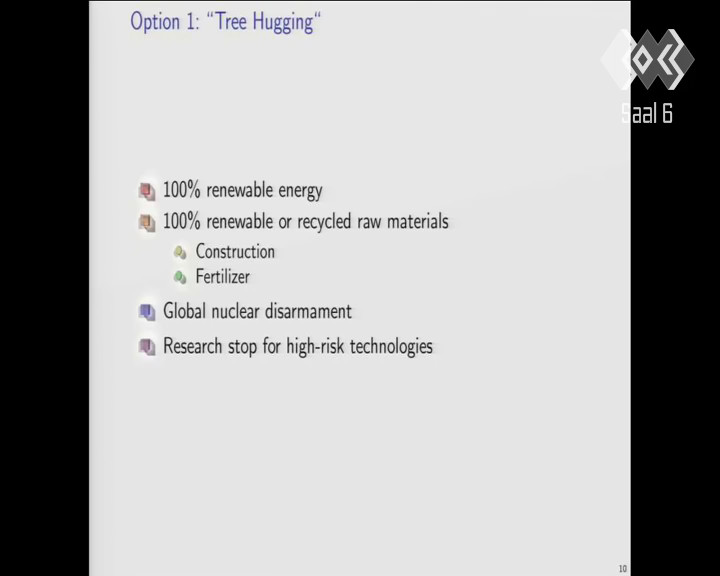 Option 1: “Tree Hugging“
Saal 6
100% renewable energy
100% renewable or recycled raw materials
Construction
Fertilizer
Global nuclear disarmament
Research stop for high-risk technologies
10